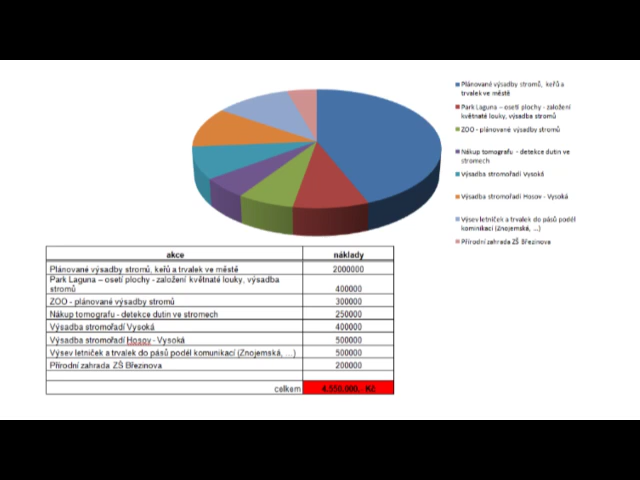 Plánované výsadby stromů, keřů a
trvalek ve městě
Park Laguna – osetí plochy - založení
květnaté louky, výsadba stromů
ZOO - plánované výsadby stromů
Nákup tomografu - detekce dutin ve
stromech
Výsadba stromořadí Vysoká
Výsadba stromořadí Hosov - Vysoká
Výsev letniček a trvalek do pásů podél
komunikací (Znojemská, ...)
Přírodní zahrada ZŠ Březinova
akce náklady
Plánované výsadby stromů, keřů a trvalek ve městě 2000000
Park Laguna – osetí plochy - založení květnaté louky, výsadba
stromů 400000
ZOO - plánované výsadby stromů 300000
Nákup tomografu - detekce dutin ve stromech 250000
Výsadba stromořadí Vysoká 400000
Výsadba stromořadí Hosov - Vysoká 500000
Výsev letniček a trvalek do pásů podél komunikací (Znojemská, ...) 500000
Přírodní zahrada ZŠ Březinova 200000
celkem 4.550.000,- Kč